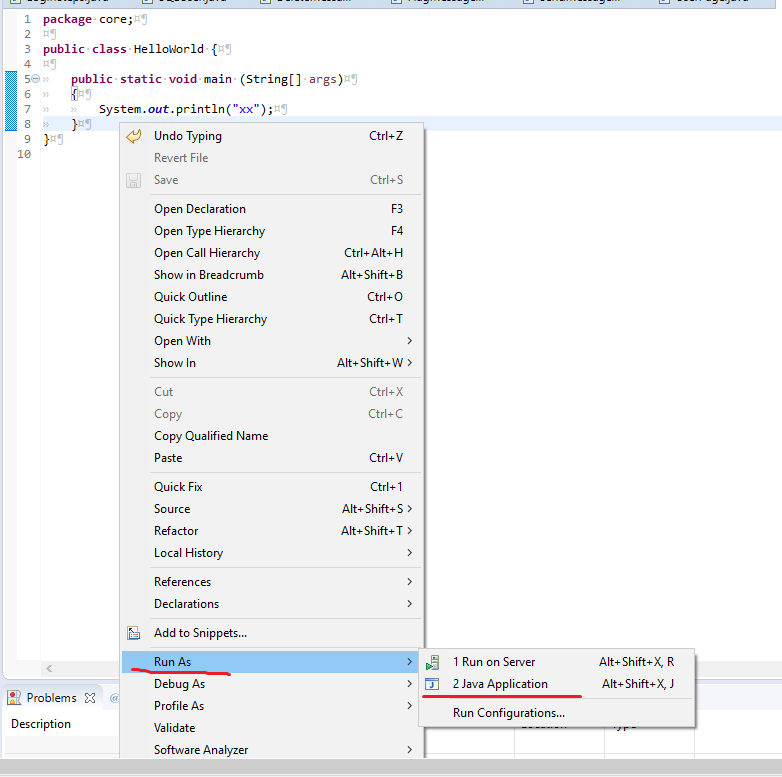 1 package core;
2
3 public class HelloWorld {
4
5 public static void main (String[] args)
6 {
7 System.out.println("xx");
8 }
9 }
10
Undo Typing Ctrl+Z
Revert File
Save Ctrl+S
Open Declaration F3
Open Type Hierarchy F4
Open Call Hierarchy Ctrl+Alt+H
Show in Breadcrumb Alt+Shift+B
Quick Outline Ctrl+O
Quick Type Hierarchy Ctrl+T
Open With >
Show In Alt+Shift+W >
Cut Ctrl+X
Copy Ctrl+C
Copy Qualified Name
Paste Ctrl+V
Quick Fix Ctrl+1
Source Alt+Shift+S >
Refactor Alt+Shift+T >
Local History >
References >
Declarations >
Add to Snippets...
Run As >
1 Run on Server Alt+Shift+X, R
2 Java Application Alt+Shift+X, J
Run Configurations...
Debug As >
Profile As >
Validate
Software Analyzer >
Problems
@
Description